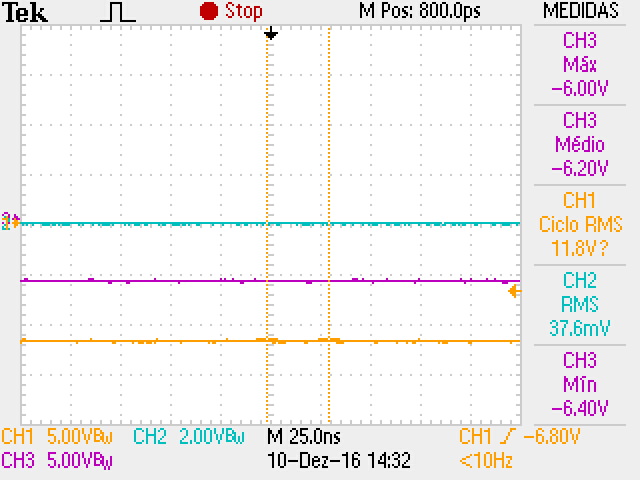 Tek Stop M Pos: 800.0ps MEDIDAS
CH3
Máx
-6.00V
CH3
Médio
-6.20V
CH1
Ciclo RMS
11.8V?
CH2
RMS
37.6mV
CH3
Mín
-6.40V
CH1 5.00VBw CH2 2.00VBw M 25.0ns CH1 -6.80V
CH3 5.00VBw 10-Dez-16 14:32 <10Hz